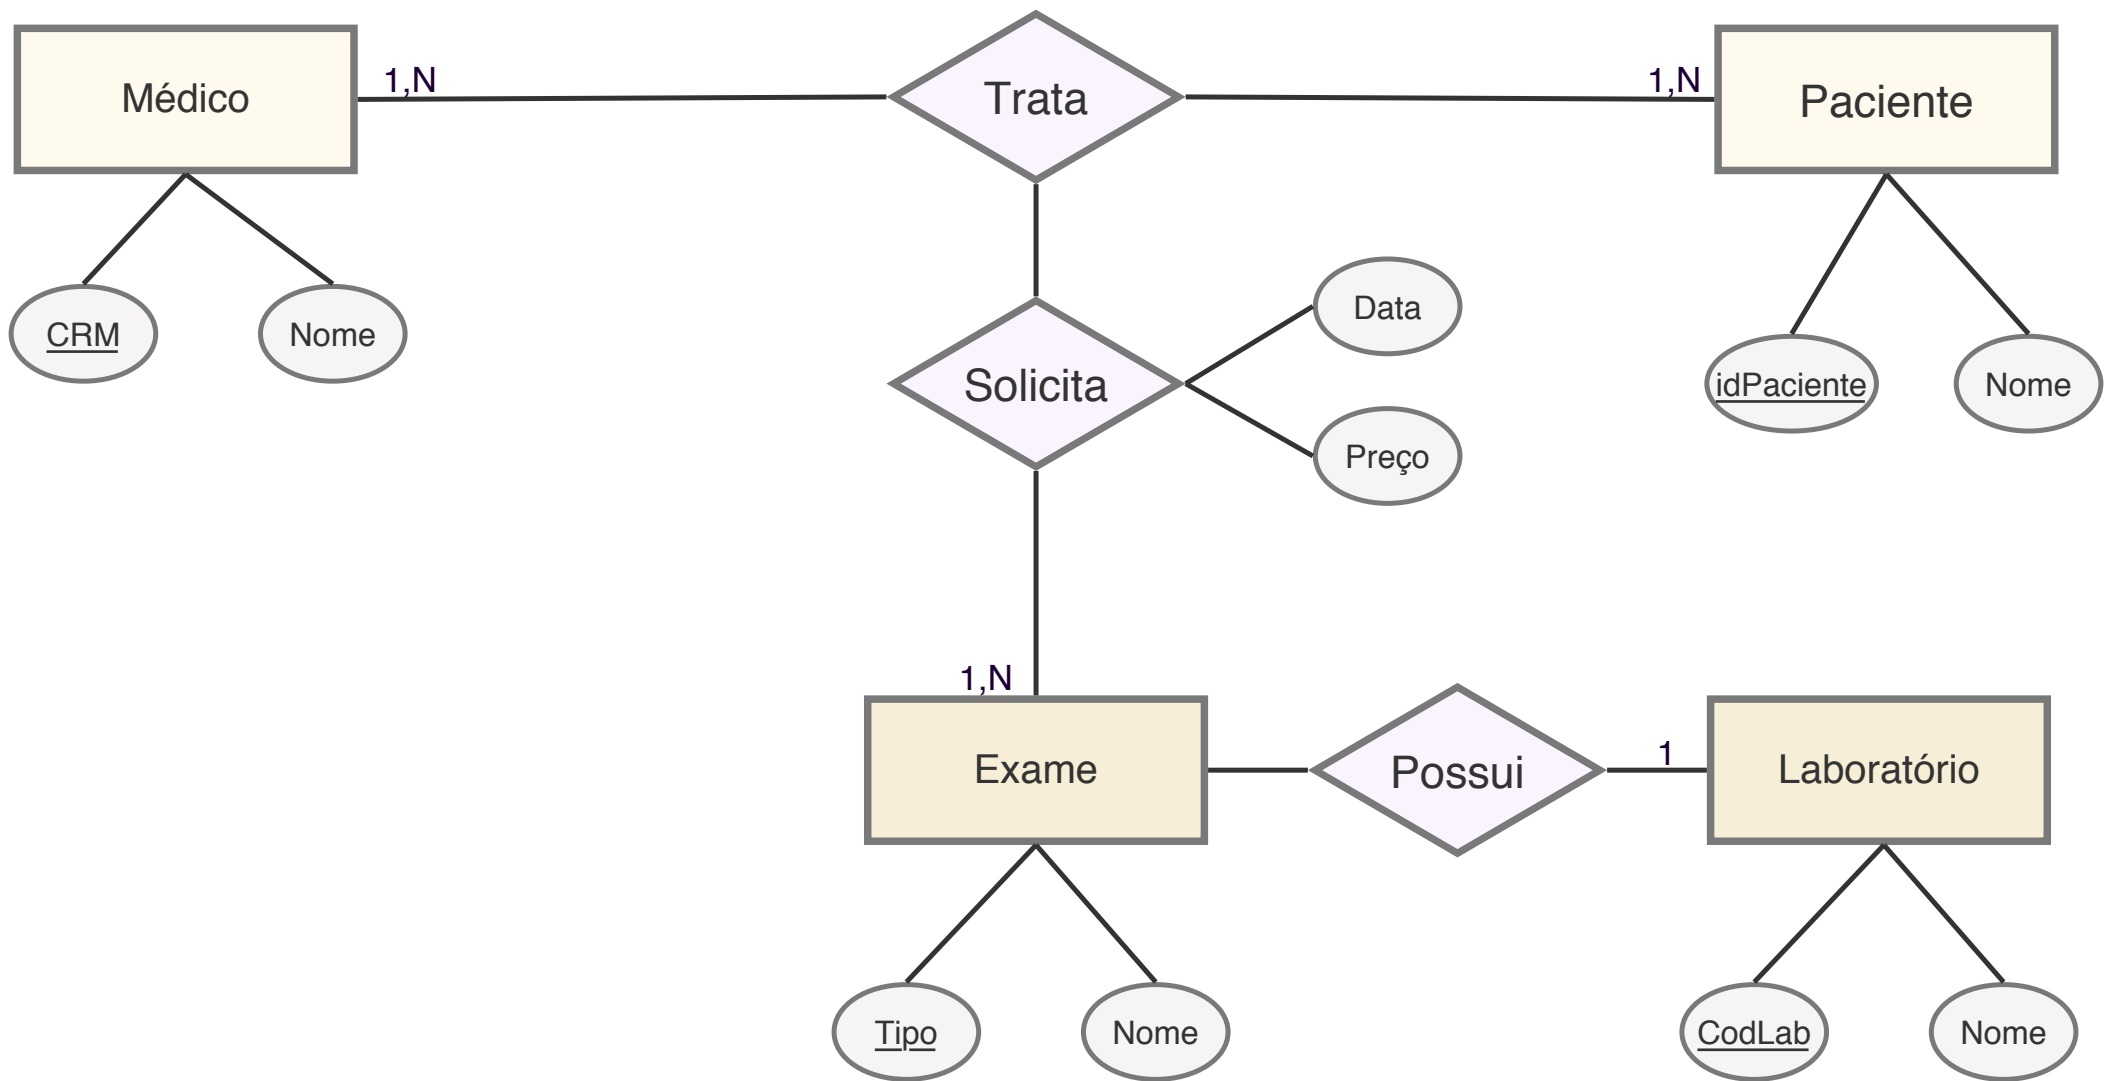 Médico
1,N
Trata
1,N
Paciente
CRM
Nome
Solicita
Data
Preço
idPaciente
Nome
1,N
Exame
Possui
1
Laboratório
Tipo
Nome
CodLab
Nome